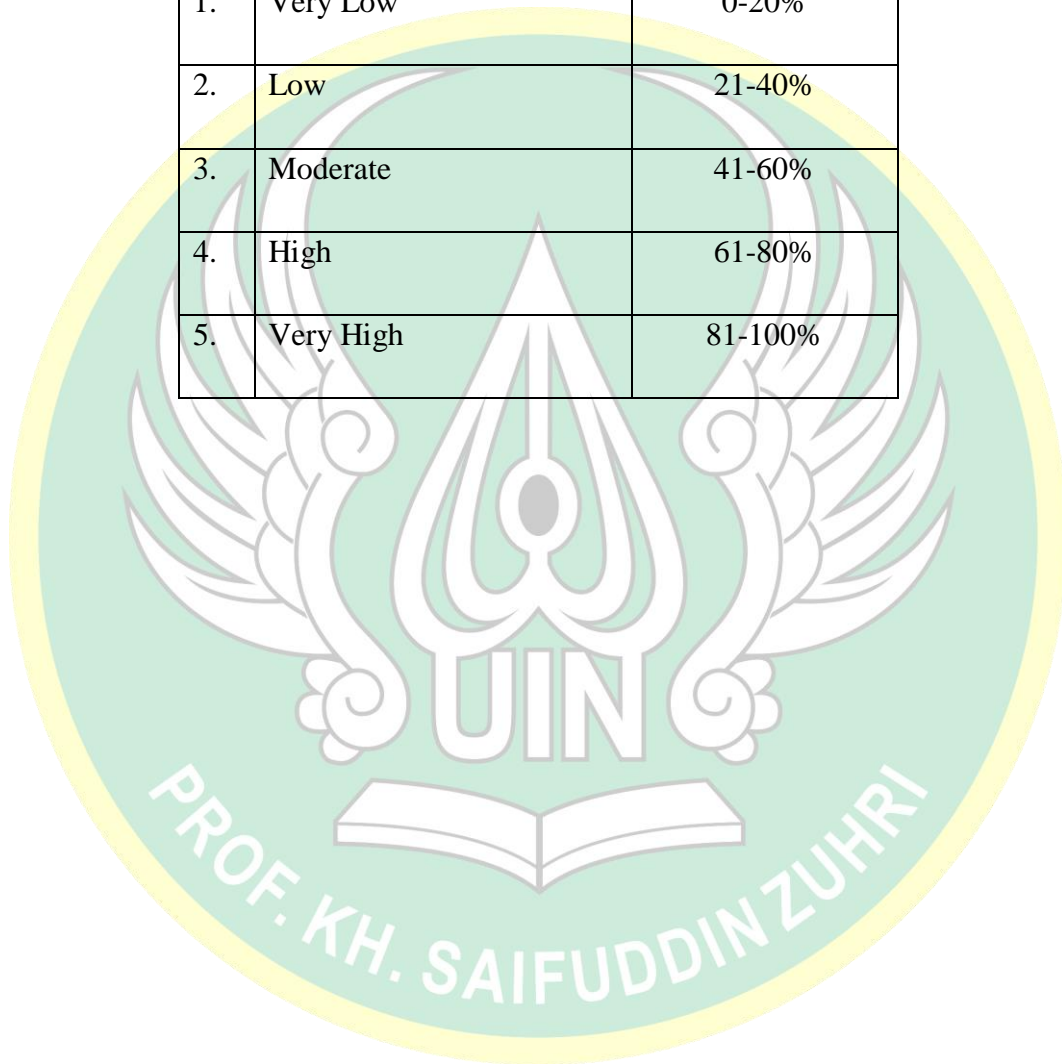 1. Very Low 0-20%
2. Low 21-40%
3. Moderate 41-60%
4. High 61-80%
5. Very High 81-100%
UIN
PROF. KH. SAIFUDDIN ZUHRI